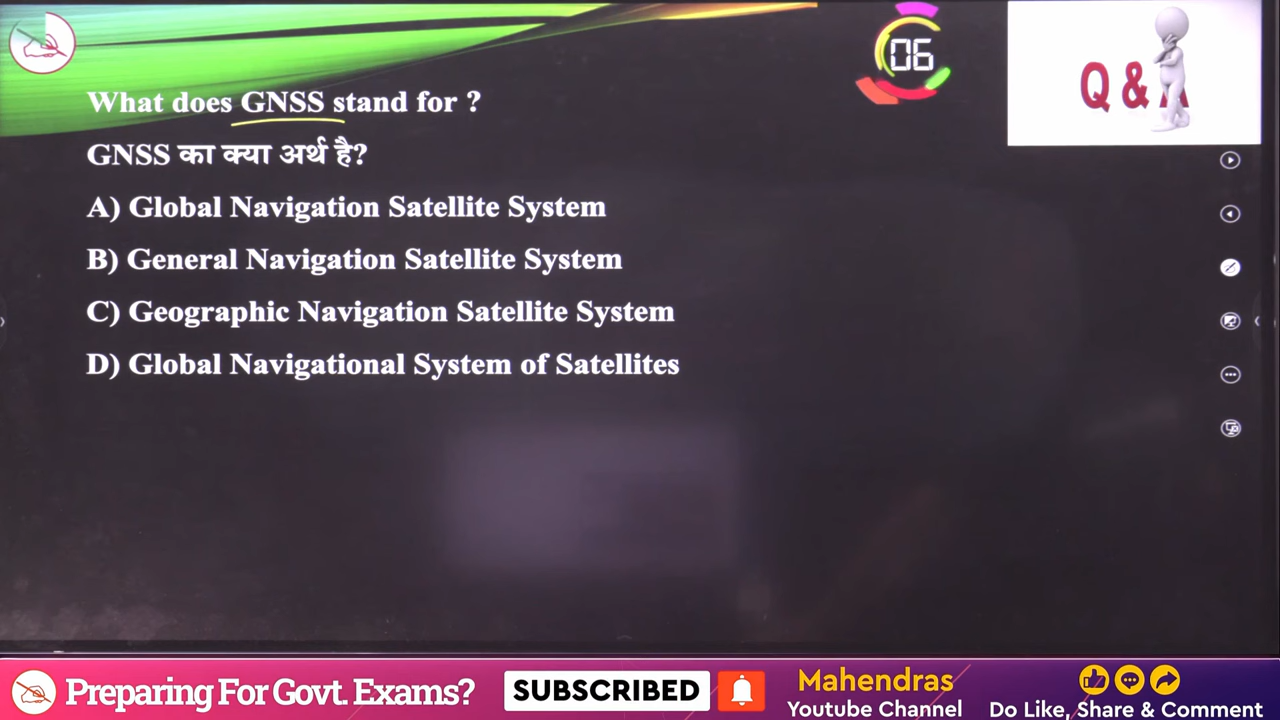 06
Q & A
What does GNSS stand for ?
GNSS का क्या अर्थ है?
A) Global Navigation Satellite System
B) General Navigation Satellite System
C) Geographic Navigation Satellite System
D) Global Navigational System of Satellites
Preparing For Govt. Exams?
SUBSCRIBED
Mahendras
Youtube Channel
Do Like, Share & Comment